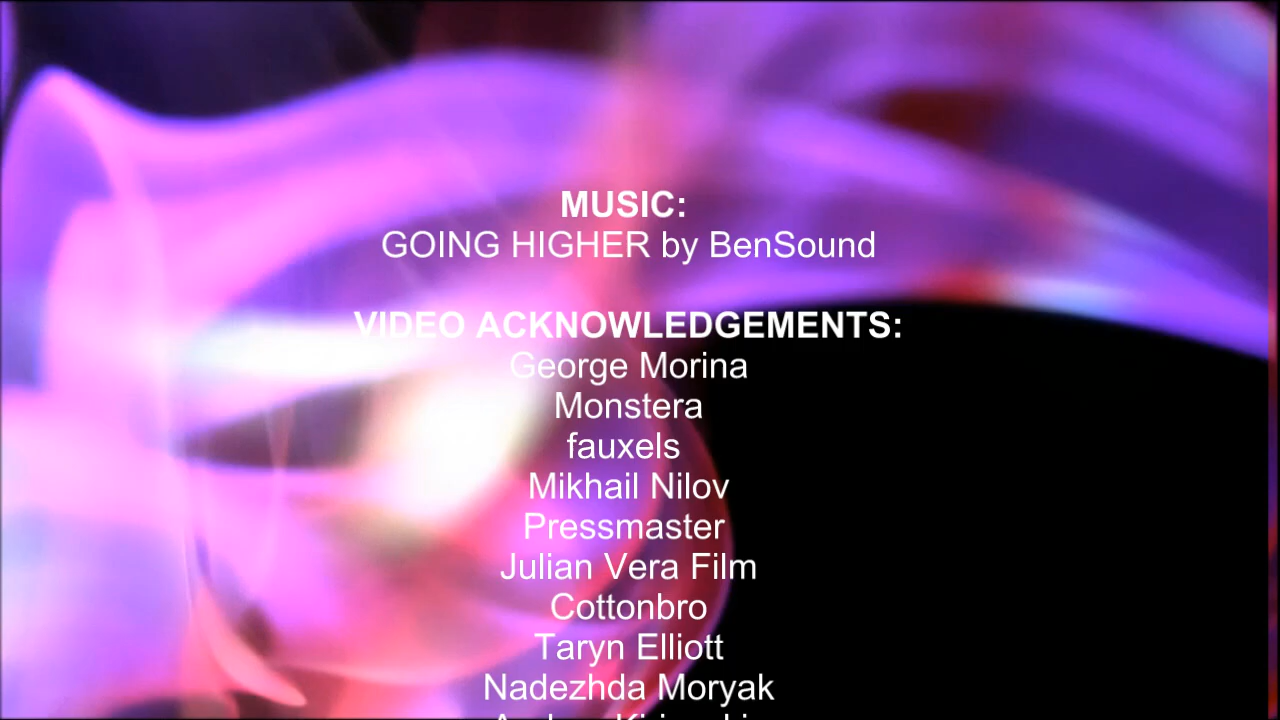 MUSIC:
GOING HIGHER by BenSound
VIDEO ACKNOWLEDGEMENTS:
George Morina
Monstera
fauxels
Mikhail Nilov
Pressmaster
Julian Vera Film
Cottonbro
Taryn Elliott
Nadezhda Moryak